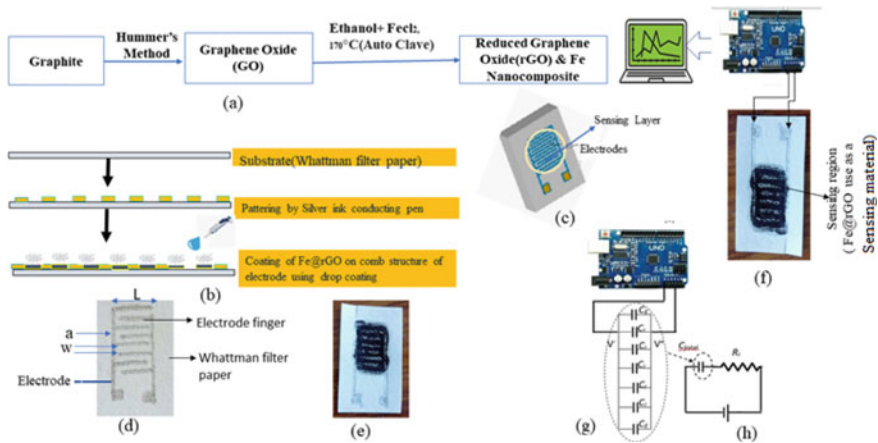 Graphite
Hummer's
Method
Graphene Oxide
(GO)
Ethanol+ Fecl2,
170°C(Auto Clave)
Reduced Graphene
Oxide(rGO) & Fe
Nanocomposite
(a)
UNO
Substrate(Whattman filter paper)
Pattering by Silver ink conducting pen
Coating of Fe@rGO on comb structure of
electrode using drop coating
(b)
Sensing Layer
Electrodes
(c)
Sensing region
( Fe@rGO use as a
Sensing material)
(f)
L
a
w
Electrode finger
Whattman filter
paper
Electrode
(d)
(e)
UNO
V
V
(g)
Ctotal
(h)